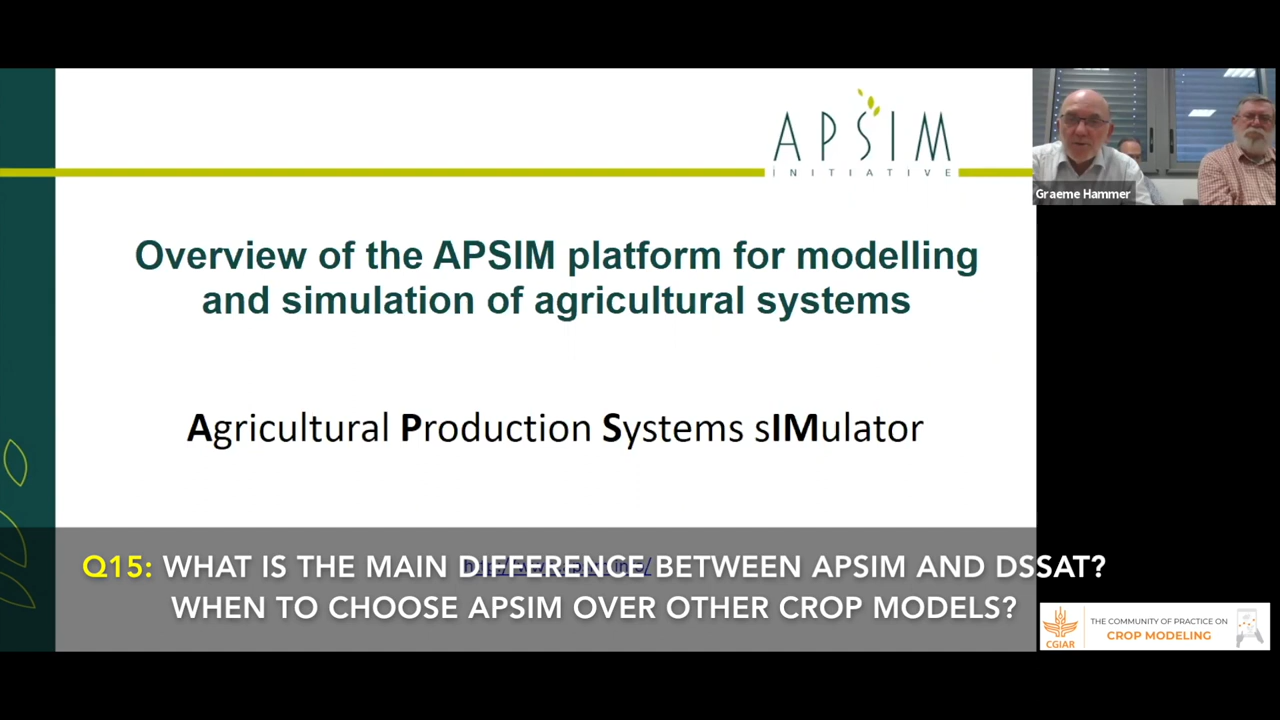 APSIM
INITIATIVE
Graeme Hammer
Overview of the APSIM platform for modelling
and simulation of agricultural systems
Agricultural Production Systems sIMulator
Q15: WHAT IS THE MAIN DIFFERENCE BETWEEN APSIM AND DSSAT?
WHEN TO CHOOSE APSIM OVER OTHER CROP MODELS?
CGIAR
THE COMMUNITY OF PRACTICE ON
CROP MODELING